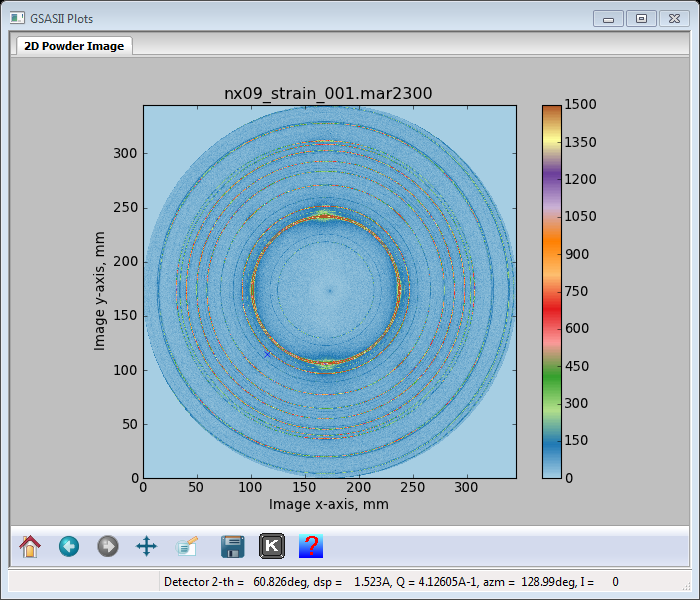 GSASII Plots
2D Powder Image
nx09_strain_001.mar2300
Image y-axis, mm
300
250
200
150
100
50
0
0 50 100 150 200 250 300
Image x-axis, mm
1500
1350
1200
1050
900
750
600
450
300
150
0
K ?
Detector 2-th = 60.826deg, dsp = 1.523A, Q = 4.12605A-1, azm = 128.99deg, I = 0